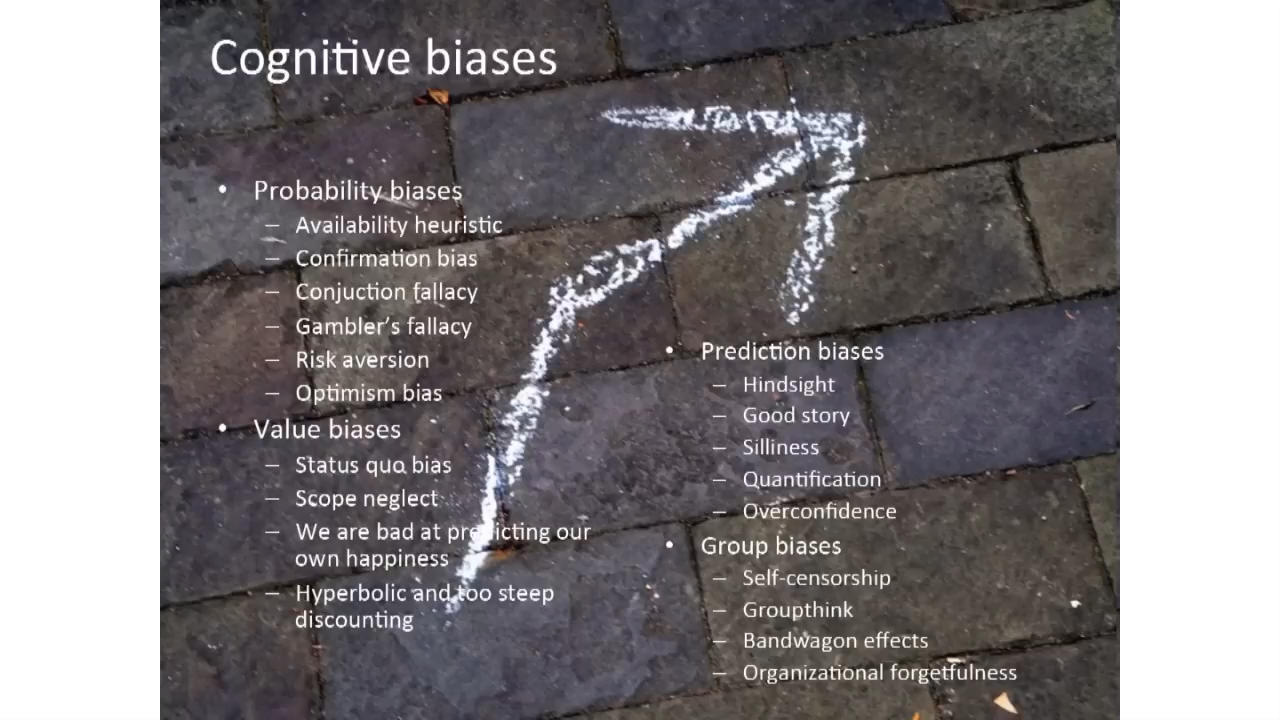 Cognitive biases
• Probability biases
– Availability heuristic
– Confirmation bias
– Conjuction fallacy
– Gambler's fallacy
– Risk aversion
– Optimism bias
• Value biases
– Status quo bias
– Scope neglect
– We are bad at predicting our
own happiness
– Hyperbolic and too steep
discounting
• Prediction biases
– Hindsight
– Good story
– Silliness
– Quantification
– Overconfidence
• Group biases
– Self-censorship
– Groupthink
– Bandwagon effects
– Organizational forgetfulness